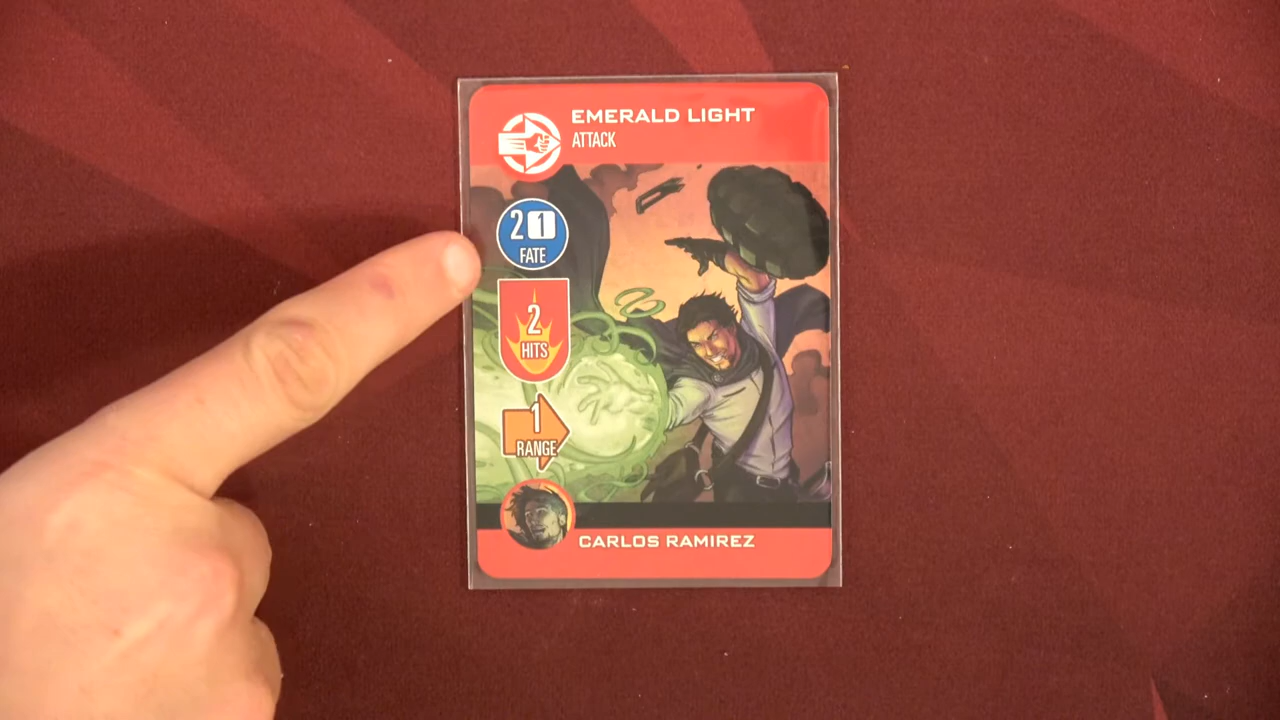 EMERALD LIGHT
ATTACK
2 1
FATE
2
HITS
1
RANGE
CARLOS RAMIREZ